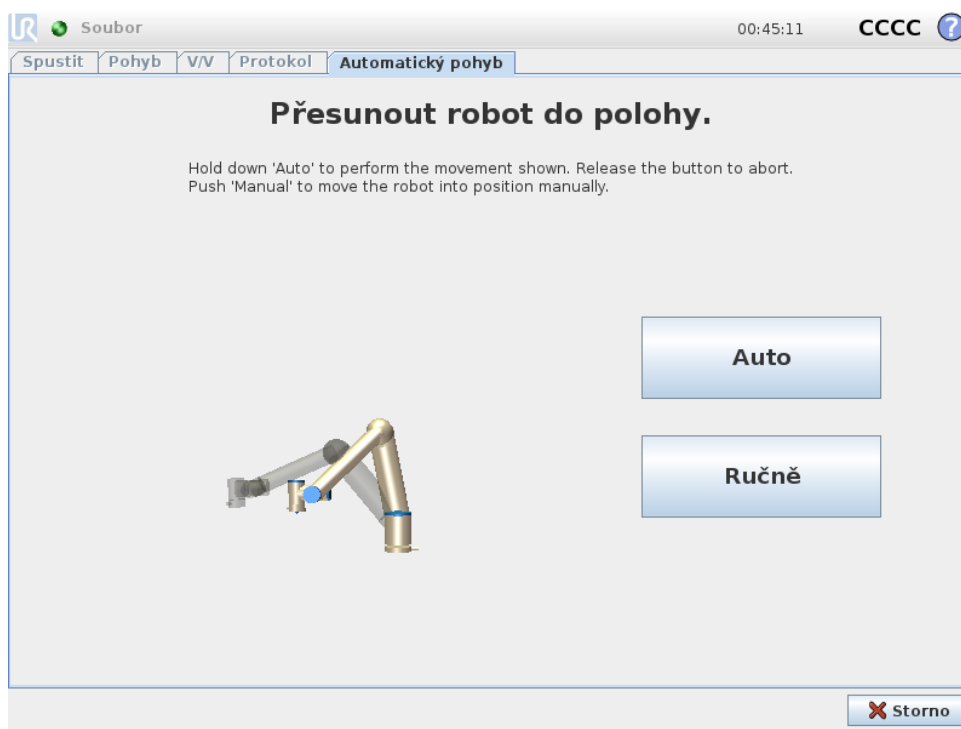 UR Soubor 00:45:11 CCCC ?
Spustit Pohyb V/V Protokol Automatický pohyb
Přesunout robot do polohy.
Hold down 'Auto' to perform the movement shown. Release the button to abort.
Push 'Manual' to move the robot into position manually.
Auto
Ručně
Storno